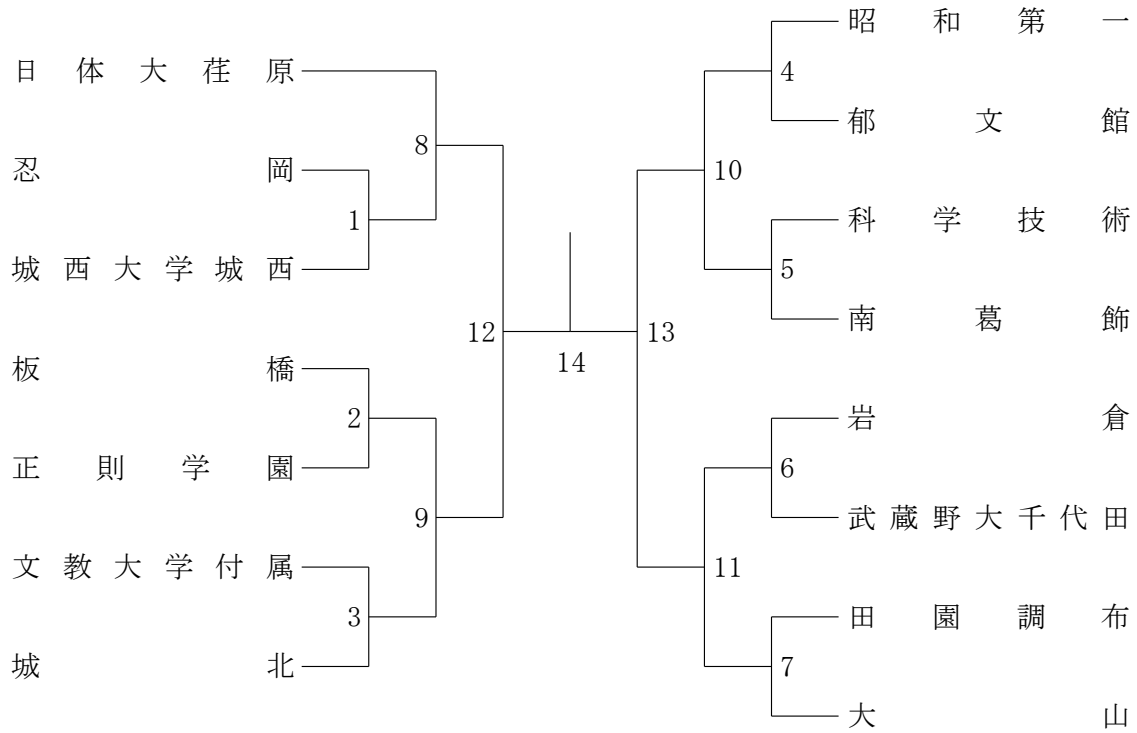 日体大荏原
忍岡
城西大学城西
板橋
正則学園
文教大学付属
城北
1
2
3
8
9
12
14
13
10
11
4
5
6
7
昭和第一
郁文館
科学技術
南葛飾
岩倉
武蔵野大千代田
田園調布
大山